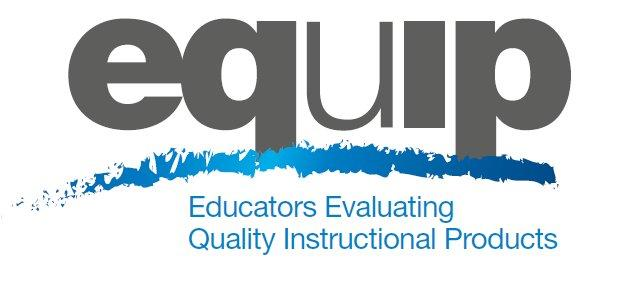 equip
Educators Evaluating
Quality Instructional Products